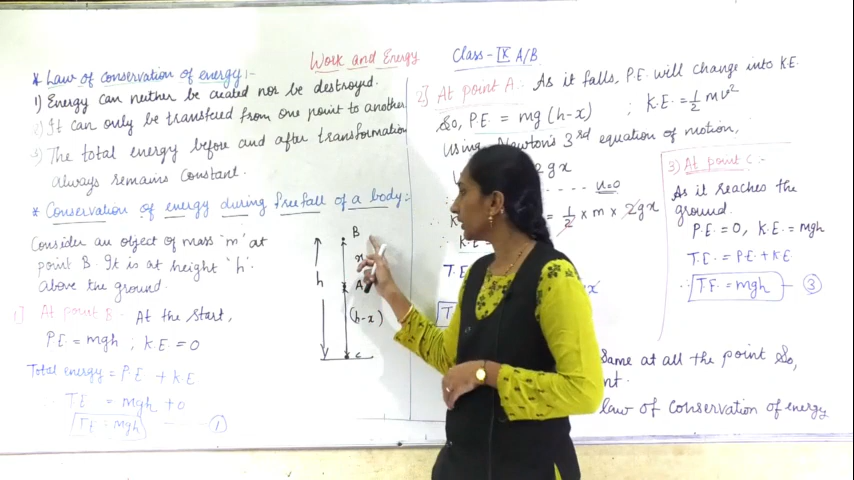 Work and Energy
Class - IX A/B
* Law of conservation of energy :-
1) Energy can neither be created nor be destroyed.
2) It can only be transfered from one point to another
3) The total energy before and after transformation
always remains constant.
* Conservation of energy during freefall of a body:-
Consider an object of mass 'm' at
point B. It is at height 'h'
above the ground.
1] At point B - At the start,
P.E. = mgh ; K.E. = 0
Total energy = P.E. + K.E
∴ T.E = mgh + 0
T.E = mgh — 1
B
x
A
h
(h-x)
C
2] At point A :- As it falls, P.E. will change into K.E.
So, P.E. = mg (h-x) ; K.E. = 1/2 mv²
Using Newton's 3rd equation of motion,
2gx
- - - - u=0
= 1/2 × m × 2gx
T.E
3) At point C :-
As it reaches the
ground.
P.E. = 0, K.E. = mgh
T.E. = P.E + K.E.
∴ T.E. = mgh — 3
same at all the point So,
law of conservation of energy